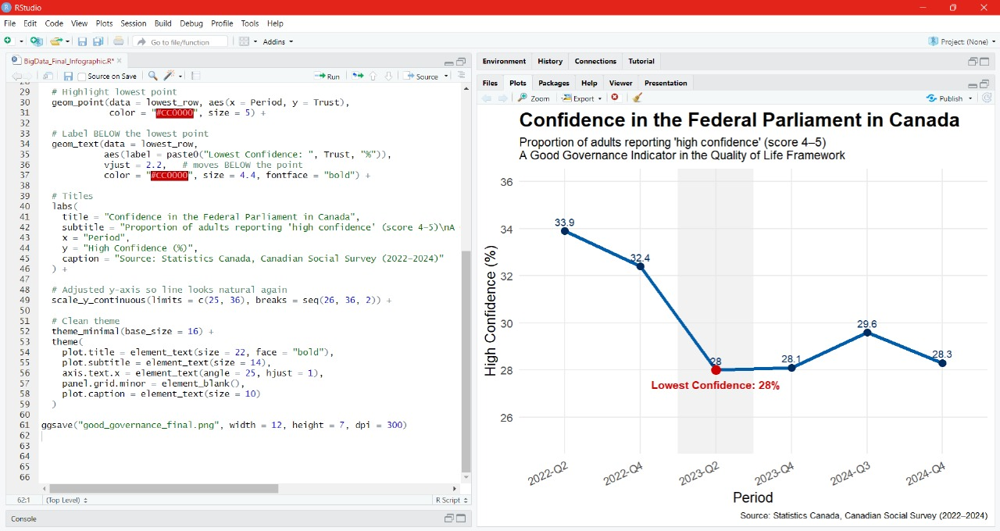 RStudio
File Edit Code View Plots Session Build Debug Profile Tools Help
Go to file/function Addins Project: (None)
BigData_Final_Infographic.R*
Source on Save Run Source
29 # Highlight lowest point
30 geom_point(data = lowest_row, aes(x = Period, y = Trust),
31 color = "#CC0000", size = 5) +
32
33 # Label BELOW the lowest point
34 geom_text(data = lowest_row,
35 aes(label = paste0("Lowest Confidence: ", Trust, "%")),
36 vjust = 2.2, # moves BELOW the point
37 color = "#CC0000", size = 4.4, fontface = "bold") +
38
39 # Titles
40 labs(
41 title = "Confidence in the Federal Parliament in Canada",
42 subtitle = "Proportion of adults reporting 'high confidence' (score 4–5)\nA
43 x = "Period",
44 y = "High Confidence (%)",
45 caption = "Source: Statistics Canada, Canadian Social Survey (2022–2024)"
46 ) +
47
48 # Adjusted y-axis so line looks natural again
49 scale_y_continuous(limits = c(25, 36), breaks = seq(26, 36, 2)) +
50
51 # Clean theme
52 theme_minimal(base_size = 16) +
53 theme(
54 plot.title = element_text(size = 22, face = "bold"),
55 plot.subtitle = element_text(size = 14),
56 axis.text.x = element_text(angle = 25, hjust = 1),
57 panel.grid.minor = element_blank(),
58 plot.caption = element_text(size = 10)
59 )
60
61 ggsave("good_governance_final.png", width = 12, height = 7, dpi = 300)
62
63
64
65
66
62:1 (Top Level) R Script
Console
Environment History Connections Tutorial
Files Plots Packages Help Viewer Presentation
Zoom Export Publish
Confidence in the Federal Parliament in Canada
Proportion of adults reporting 'high confidence' (score 4–5)
A Good Governance Indicator in the Quality of Life Framework
36
34
32
30
28
26
High Confidence (%)
33.9
32.4
28
28.1
29.6
28.3
Lowest Confidence: 28%
2022-Q2 2022-Q4 2023-Q2 2023-Q4 2024-Q3 2024-Q4
Period
Source: Statistics Canada, Canadian Social Survey (2022–2024)